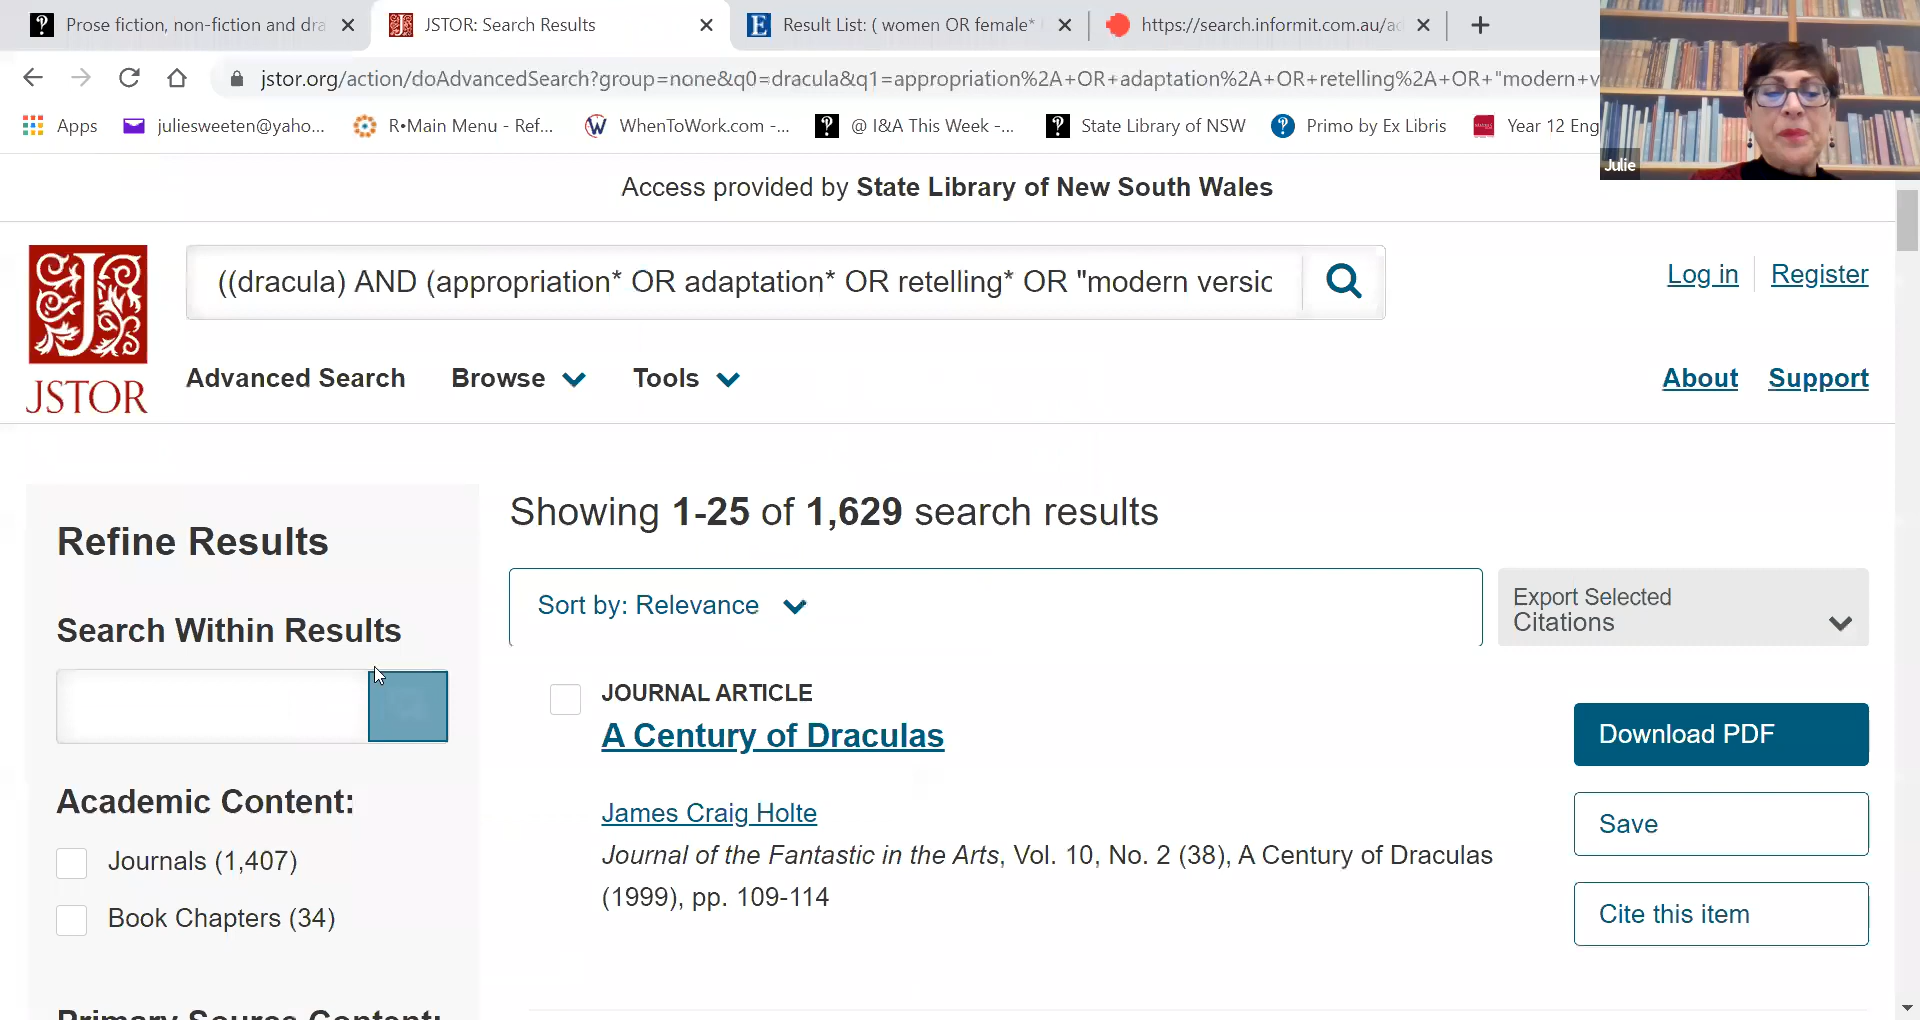 Prose fiction, non-fiction and dra
JSTOR: Search Results
Result List: ( women OR female*
https://search.informit.com.au/ac
jstor.org/action/doAdvancedSearch?group=none&q0=dracula&q1=appropriation%2A+OR+adaptation%2A+OR+retelling%2A+OR+"modern+v
Apps
juliesweeten@yaho...
R•Main Menu - Ref...
WhenToWork.com -...
@ I&A This Week -...
State Library of NSW
Primo by Ex Libris
Year 12 Eng
Julie
Access provided by State Library of New South Wales
JSTOR
((dracula) AND (appropriation* OR adaptation* OR retelling* OR "modern versic
Log in
Register
Advanced Search
Browse
Tools
About
Support
Refine Results
Search Within Results
Academic Content:
Journals (1,407)
Book Chapters (34)
Primary Source Content:
Showing 1-25 of 1,629 search results
Sort by: Relevance
Export Selected
Citations
JOURNAL ARTICLE
A Century of Draculas
James Craig Holte
Journal of the Fantastic in the Arts, Vol. 10, No. 2 (38), A Century of Draculas
(1999), pp. 109-114
Download PDF
Save
Cite this item